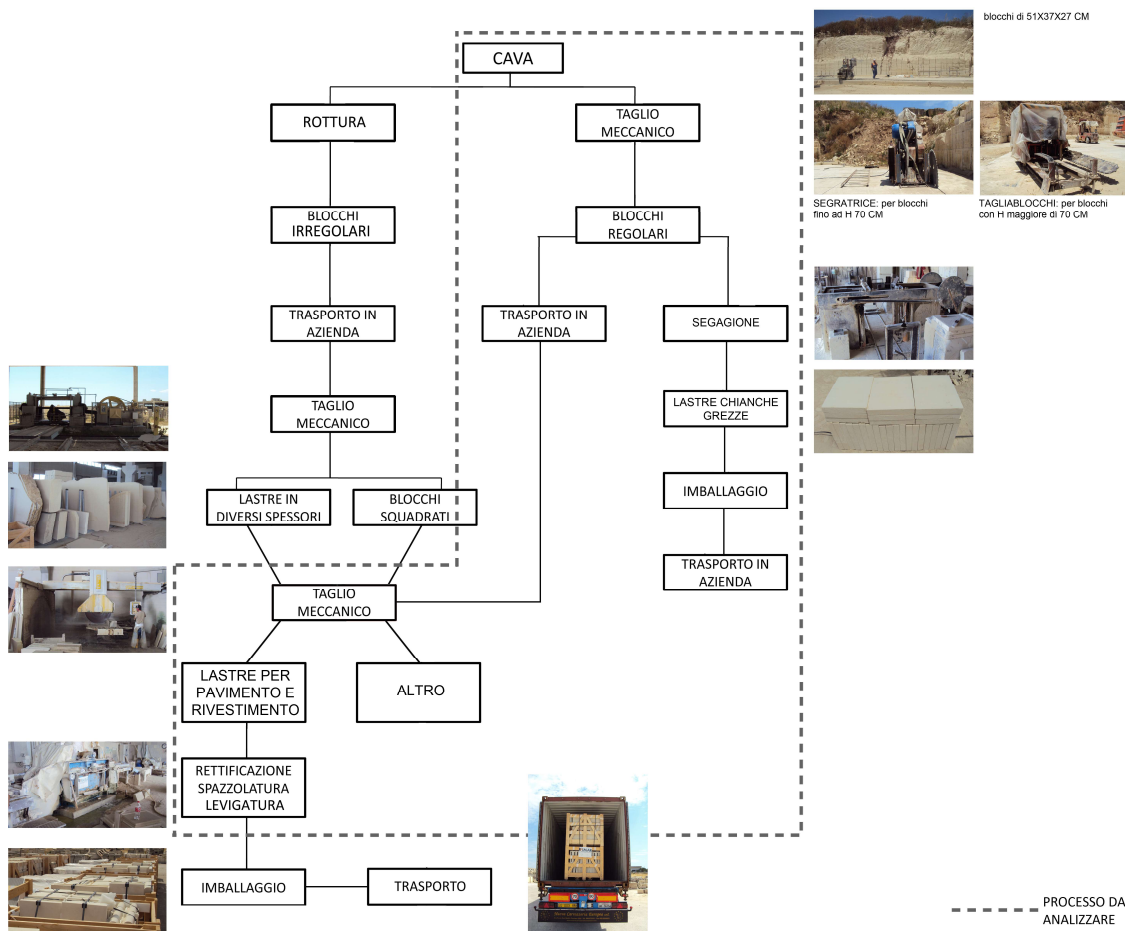 blocchi di 51X37X27 CM
CAVA
ROTTURA
TAGLIO
MECCANICO
SEGRATRICE: per blocchi
fino ad H 70 CM
TAGLIABLOCCHI: per blocchi
con H maggiore di 70 CM
BLOCCHI
IRREGOLARI
BLOCCHI
REGOLARI
TRASPORTO IN
AZIENDA
TRASPORTO IN
AZIENDA
SEGAGIONE
TAGLIO
MECCANICO
LASTRE CHIANCHE
GREZZE
LASTRE IN
DIVERSI SPESSORI
BLOCCHI
SQUADRATI
IMBALLAGGIO
TRASPORTO IN
AZIENDA
TAGLIO
MECCANICO
LASTRE PER
PAVIMENTO E
RIVESTIMENTO
ALTRO
RETTIFICAZIONE
SPAZZOLATURA
LEVIGATURA
IMBALLAGGIO
TRASPORTO
PROCESSO DA
ANALIZZARE